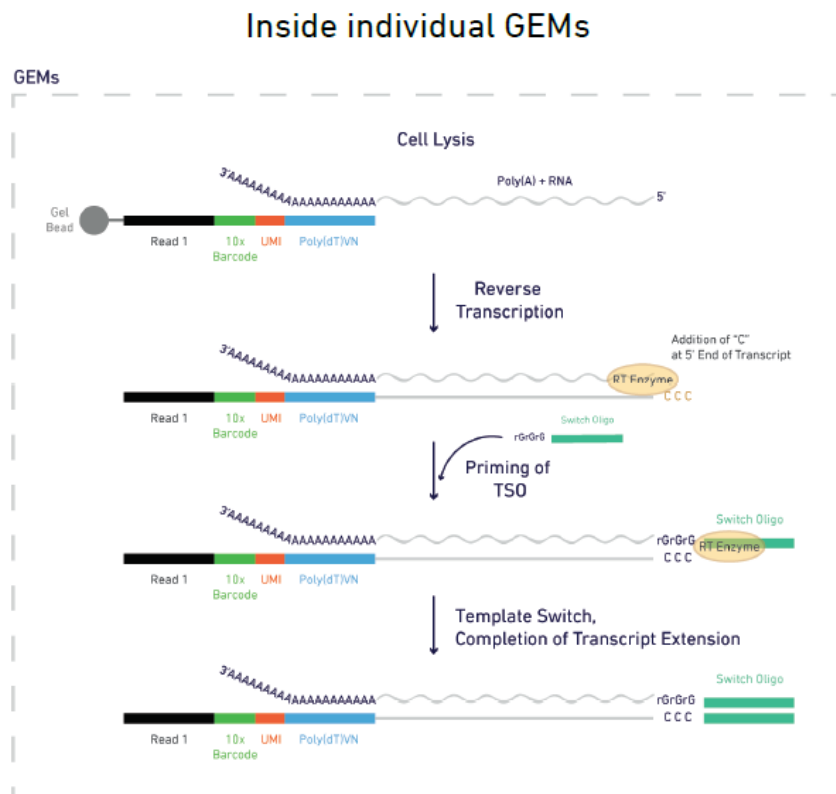 Inside individual GEMs
GEMs
Cell Lysis
3'AAAAAAAAAAAAAAAAAAAA
Poly(A) + RNA
5'
Gel
Bead
Read 1
10x
Barcode
UMI
Poly(dT)VN
Reverse
Transcription
Addition of "C"
at 5' End of Transcript
3'AAAAAAAAAAAAAAAAAAAA
RT Enzyme
CCC
Read 1
10x
Barcode
UMI
Poly(dT)VN
Switch Oligo
rGrGrG
Priming of
TSO
3'AAAAAAAAAAAAAAAAAAAA
Switch Oligo
rGrGrG
RT Enzyme
CCC
Read 1
10x
Barcode
UMI
Poly(dT)VN
Template Switch,
Completion of Transcript Extension
3'AAAAAAAAAAAAAAAAAAAA
Switch Oligo
rGrGrG
CCC
Read 1
10x
Barcode
UMI
Poly(dT)VN